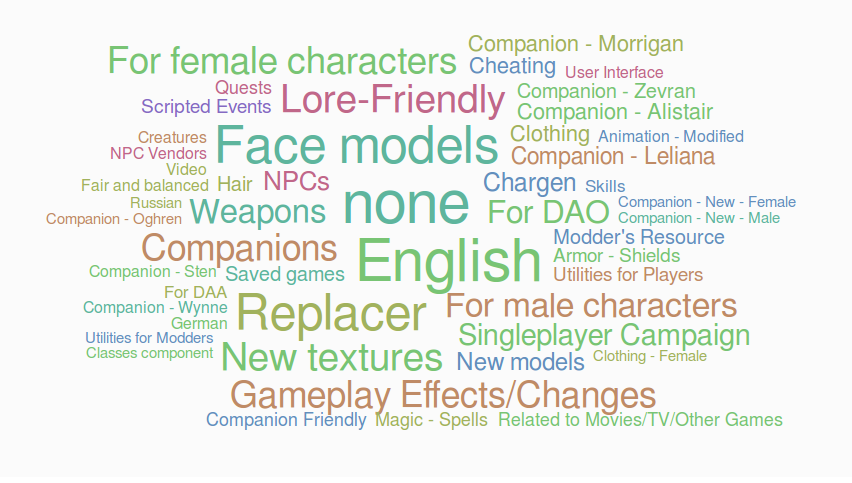 Companion - Morrigan
For female characters
Cheating
User Interface
Quests
Lore-Friendly
Companion - Zevran
Scripted Events
Companion - Alistair
Creatures
Face models
Clothing
Animation - Modified
NPC Vendors
Companion - Leliana
Video
Fair and balanced
Hair
NPCs
Chargen
Skills
Russian
Companion - New - Female
Companion - Oghren
Weapons
none
For DAO
Companion - New - Male
Modder's Resource
Companions
English
Armor - Shields
Companion - Sten
Saved games
Utilities for Players
For DAA
Companion - Wynne
Replacer
For male characters
German
Utilities for Modders
Singleplayer Campaign
Classes component
New textures
New models
Clothing - Female
Gameplay Effects/Changes
Companion Friendly
Magic - Spells
Related to Movies/TV/Other Games